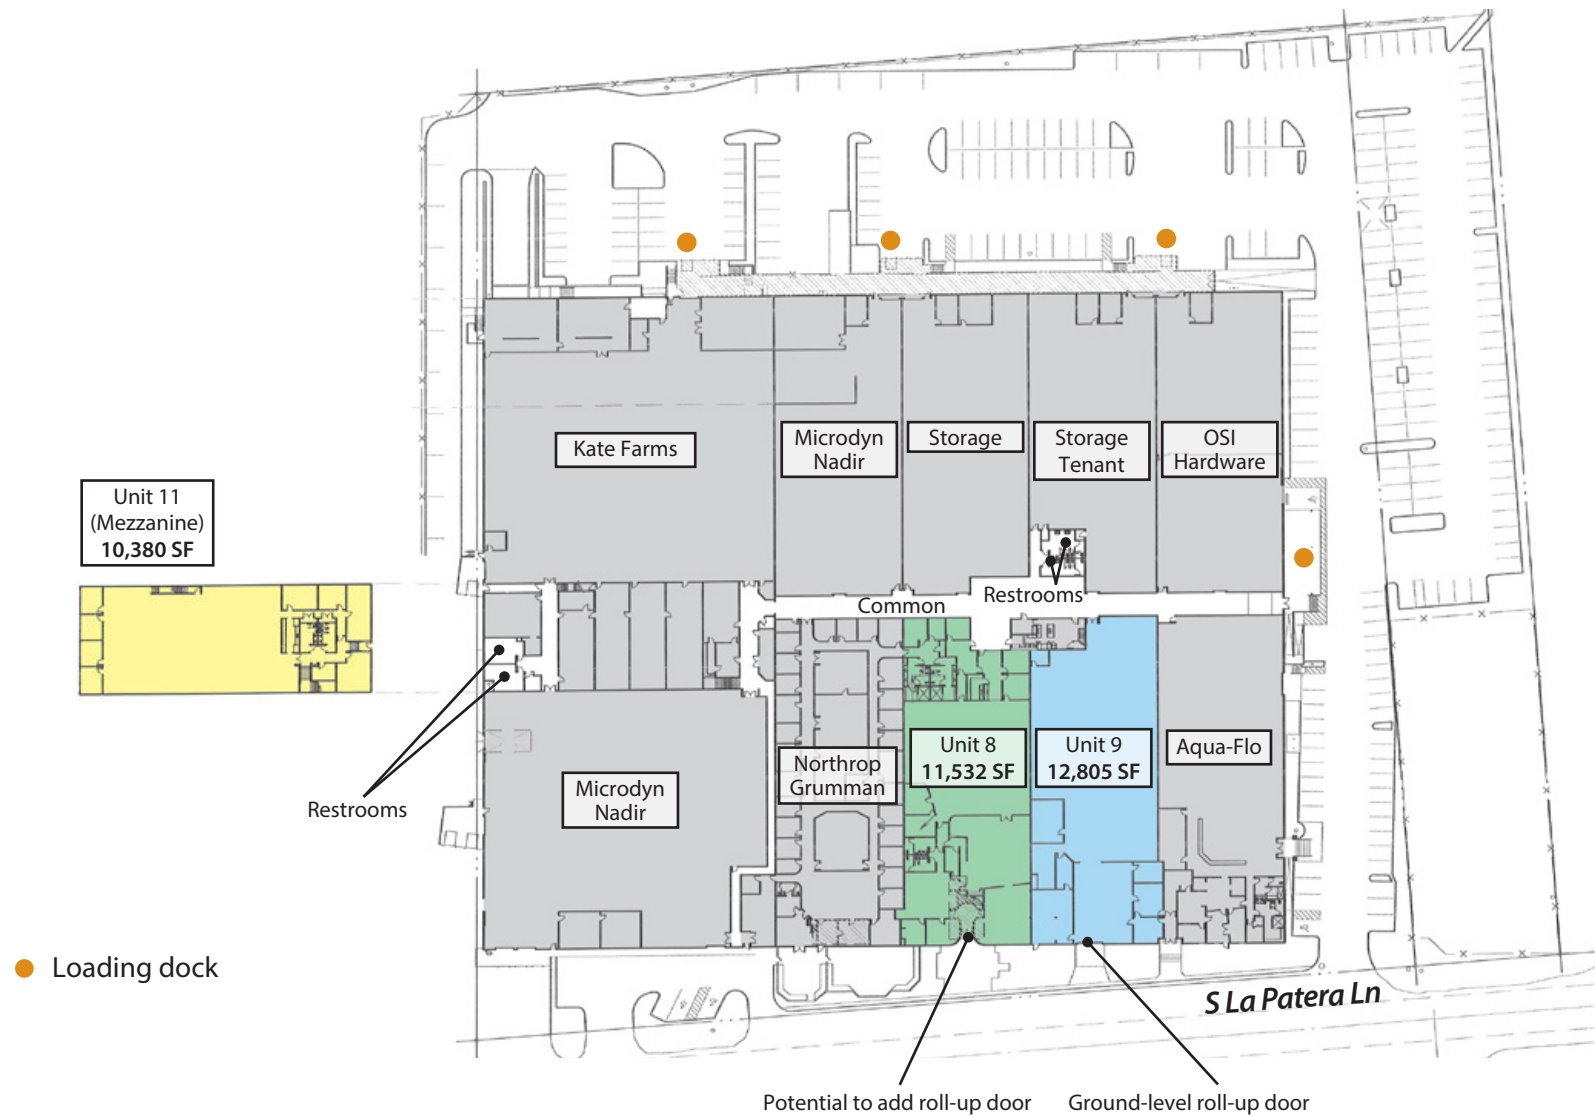 Kate Farms
Microdyn
Nadir
Storage
Storage
Tenant
OSI
Hardware
Unit 11
(Mezzanine)
10,380 SF
Restrooms
Common
Unit 8
11,532 SF
Unit 9
12,805 SF
Aqua-Flo
Northrop
Grumman
Microdyn
Nadir
Restrooms
Loading dock
S La Patera Ln
Potential to add roll-up door
Ground-level roll-up door